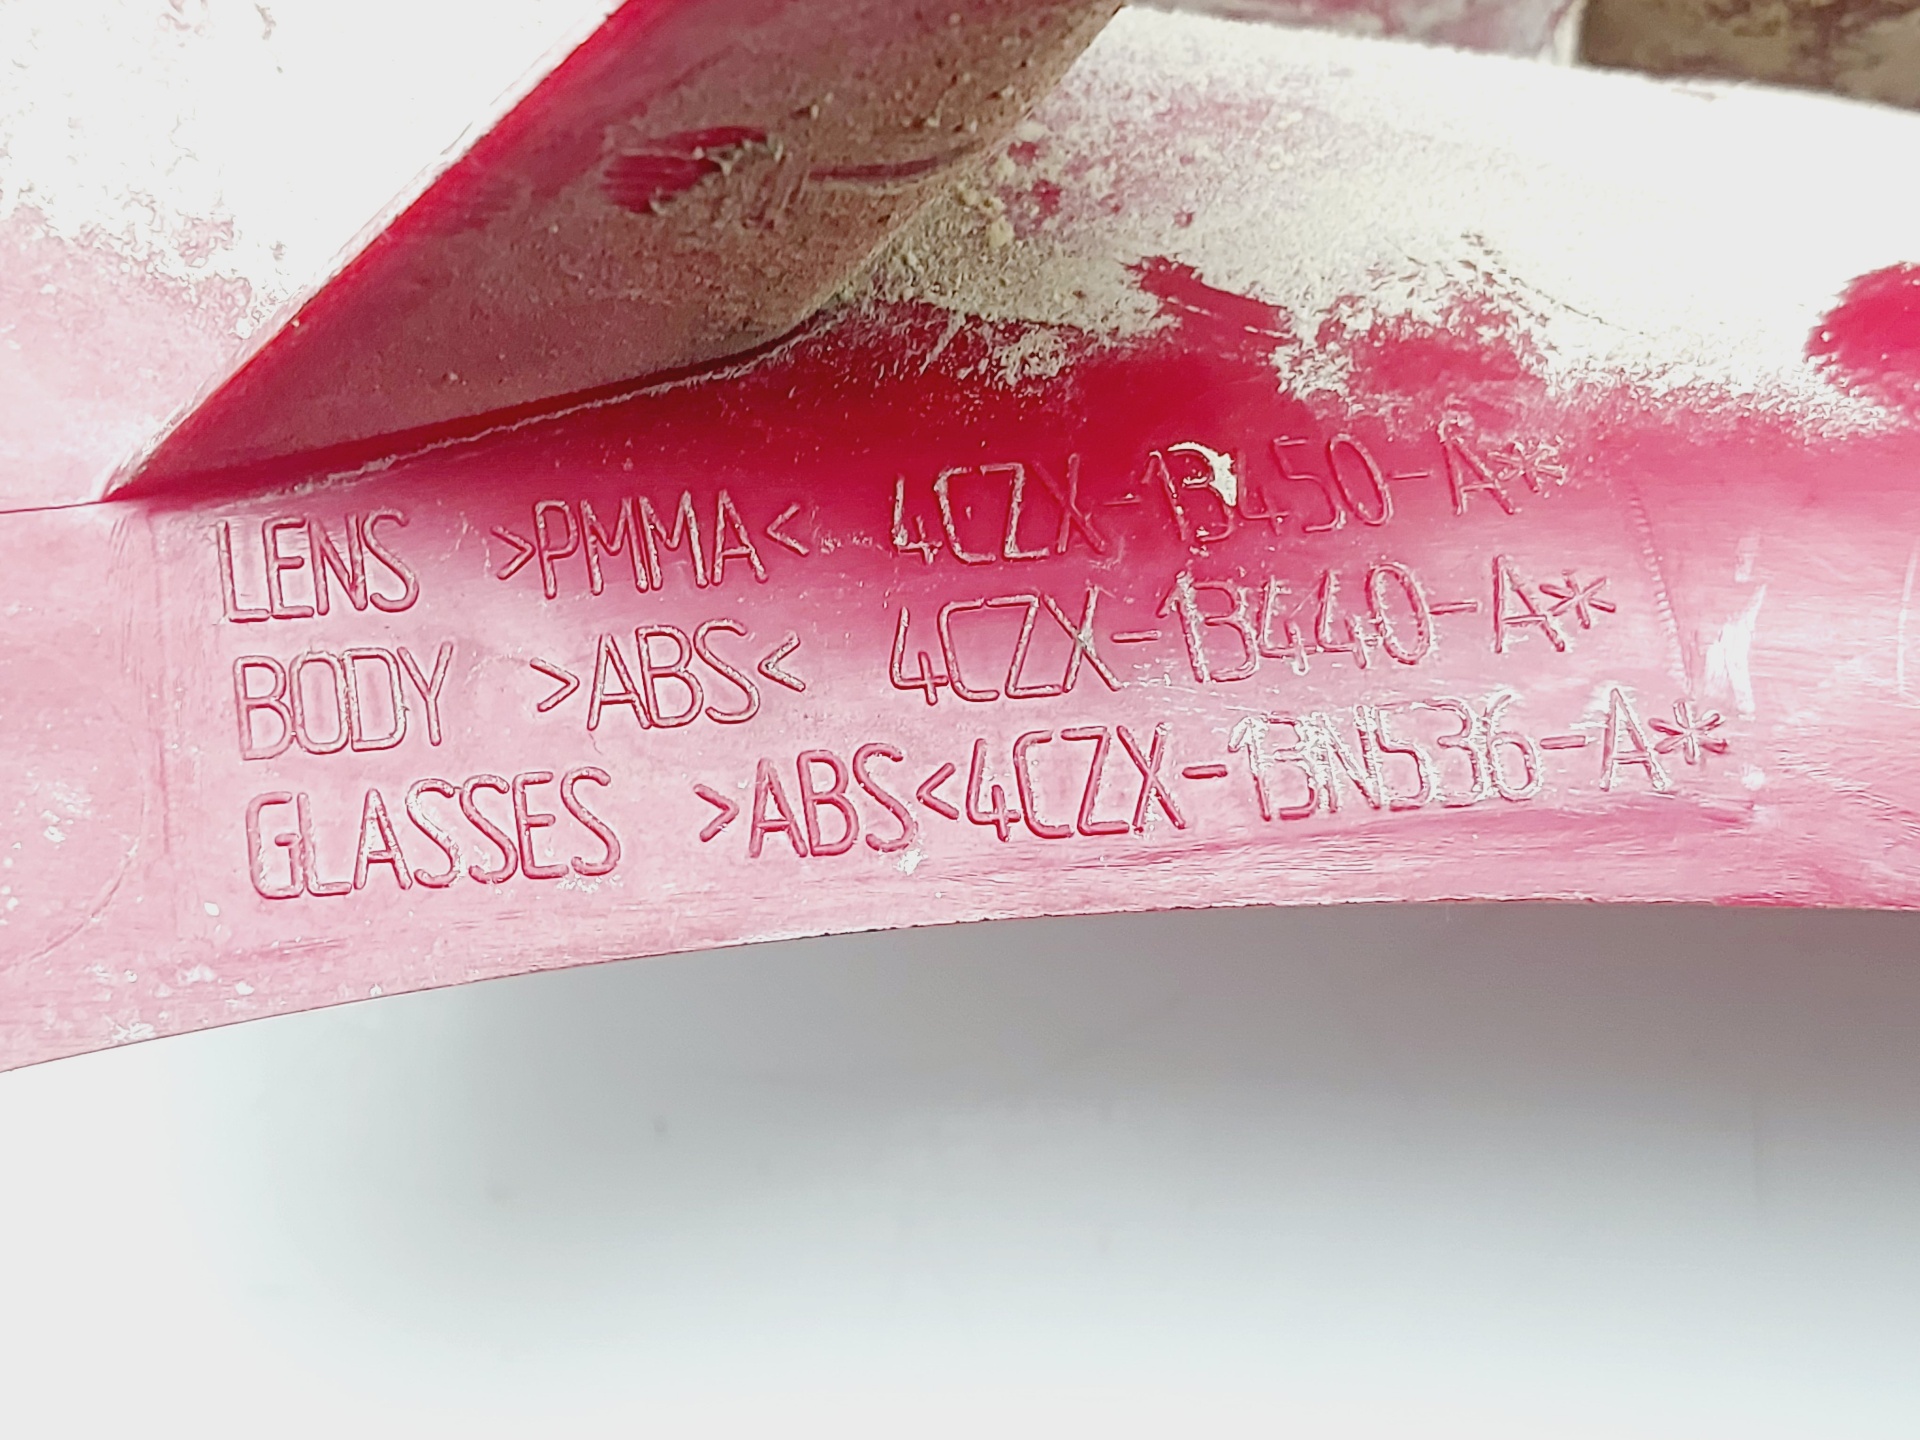 LENS >PMMA< 4CZX-13450-A*
BODY >ABS< 4CZX-13440-A*
GLASSES >ABS<4CZX-13N536-A*